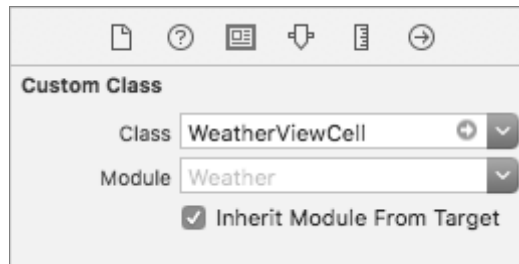 Custom Class
Class WeatherViewCell
Module Weather
Inherit Module From Target